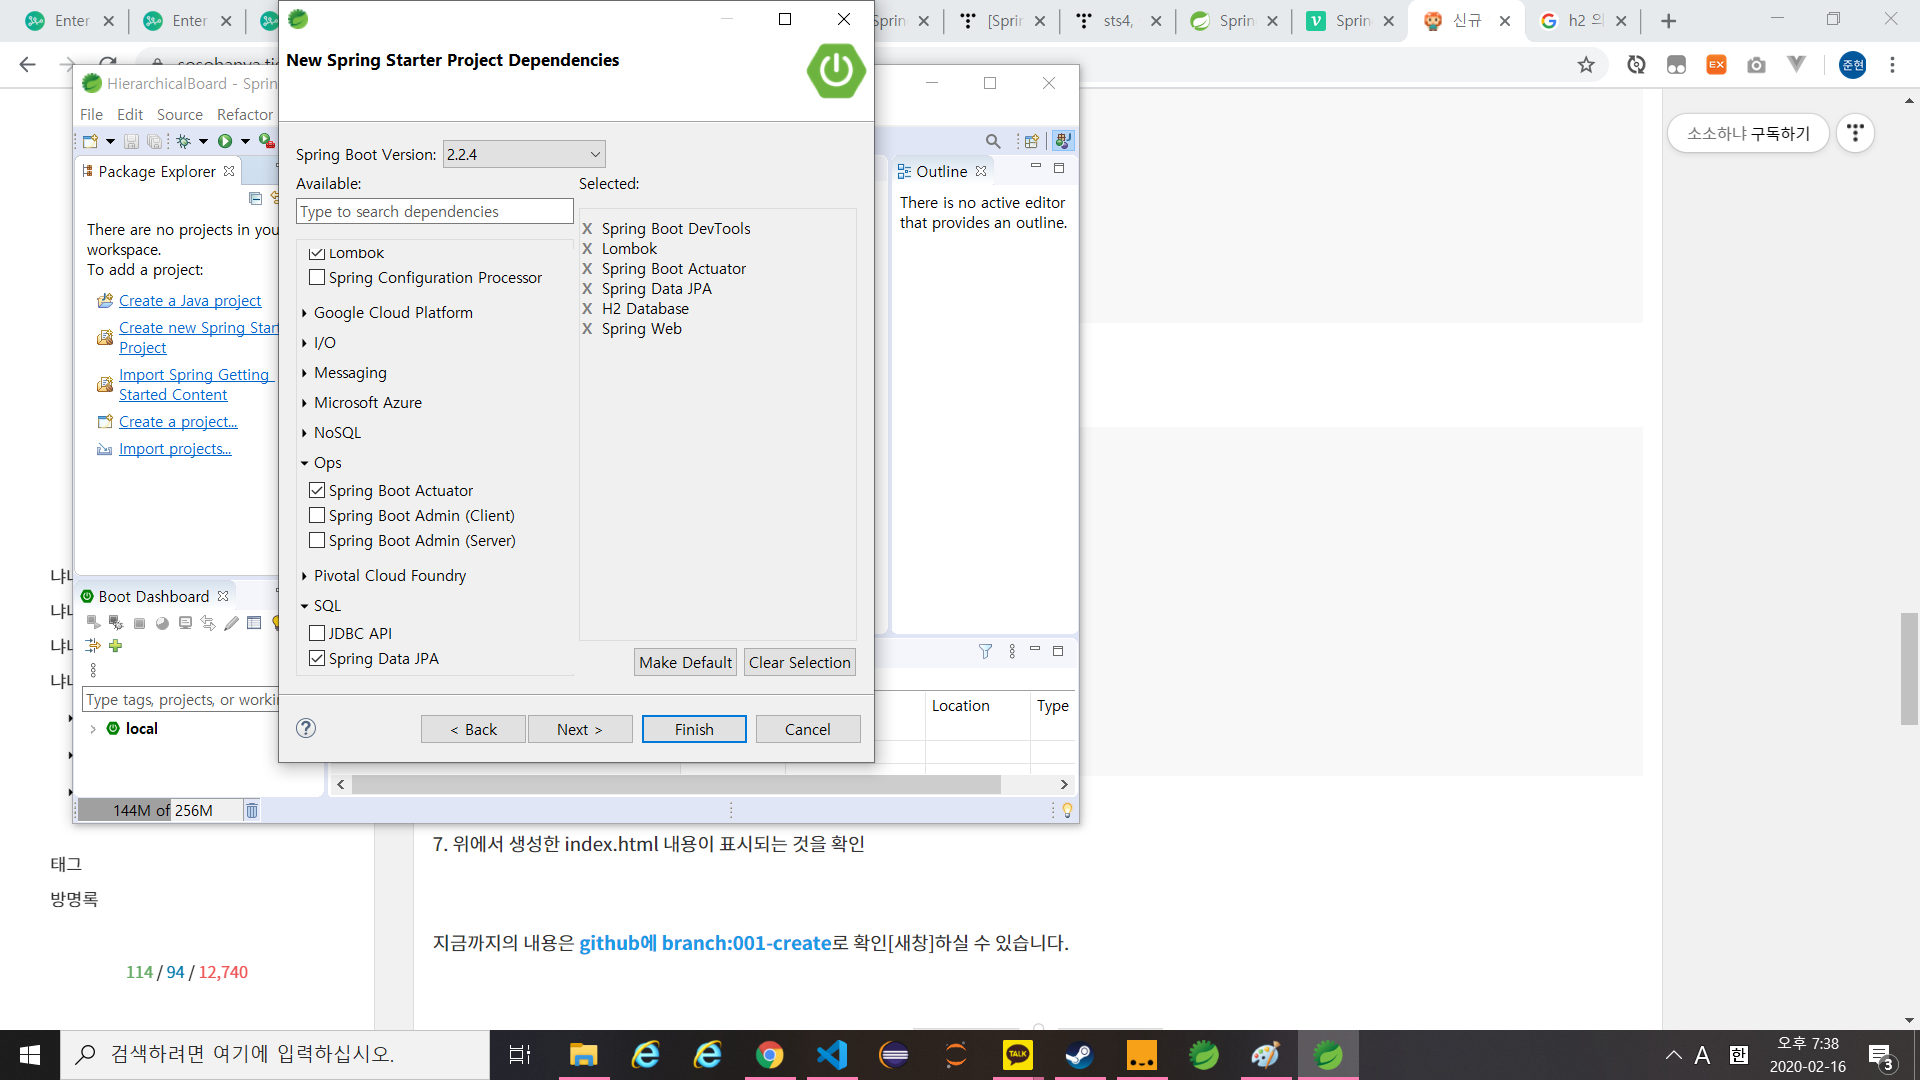 Enter
Enter
Sprin
[Sprin
sts4,
Sprin
Sprin
신규
h2 의
EX
준현
New Spring Starter Project Dependencies
HierarchicalBoard - Sprin
File Edit Source Refactor
Spring Boot Version: 2.2.4
Available:
Selected:
Type to search dependencies
Lombok
Spring Configuration Processor
Google Cloud Platform
I/O
Messaging
Microsoft Azure
NoSQL
Ops
Spring Boot Actuator
Spring Boot Admin (Client)
Spring Boot Admin (Server)
Pivotal Cloud Foundry
SQL
JDBC API
Spring Data JPA
X Spring Boot DevTools
X Lombok
X Spring Boot Actuator
X Spring Data JPA
X H2 Database
X Spring Web
Make Default
Clear Selection
< Back
Next >
Finish
Cancel
Package Explorer
There are no projects in you
workspace.
To add a project:
Create a Java project
Create new Spring Start
Project
Import Spring Getting
Started Content
Create a project...
Import projects...
Boot Dashboard
Type tags, projects, or worki
local
144M of 256M
Outline
There is no active editor
that provides an outline.
Location
Type
소소하냐 구독하기
7. 위에서 생성한 index.html 내용이 표시되는 것을 확인
지금까지의 내용은 github에 branch:001-create로 확인[새창]하실 수 있습니다.
태그
방명록
114 / 94 / 12,740
검색하려면 여기에 입력하십시오.
TALK
A
한
오후 7:38
2020-02-16
3